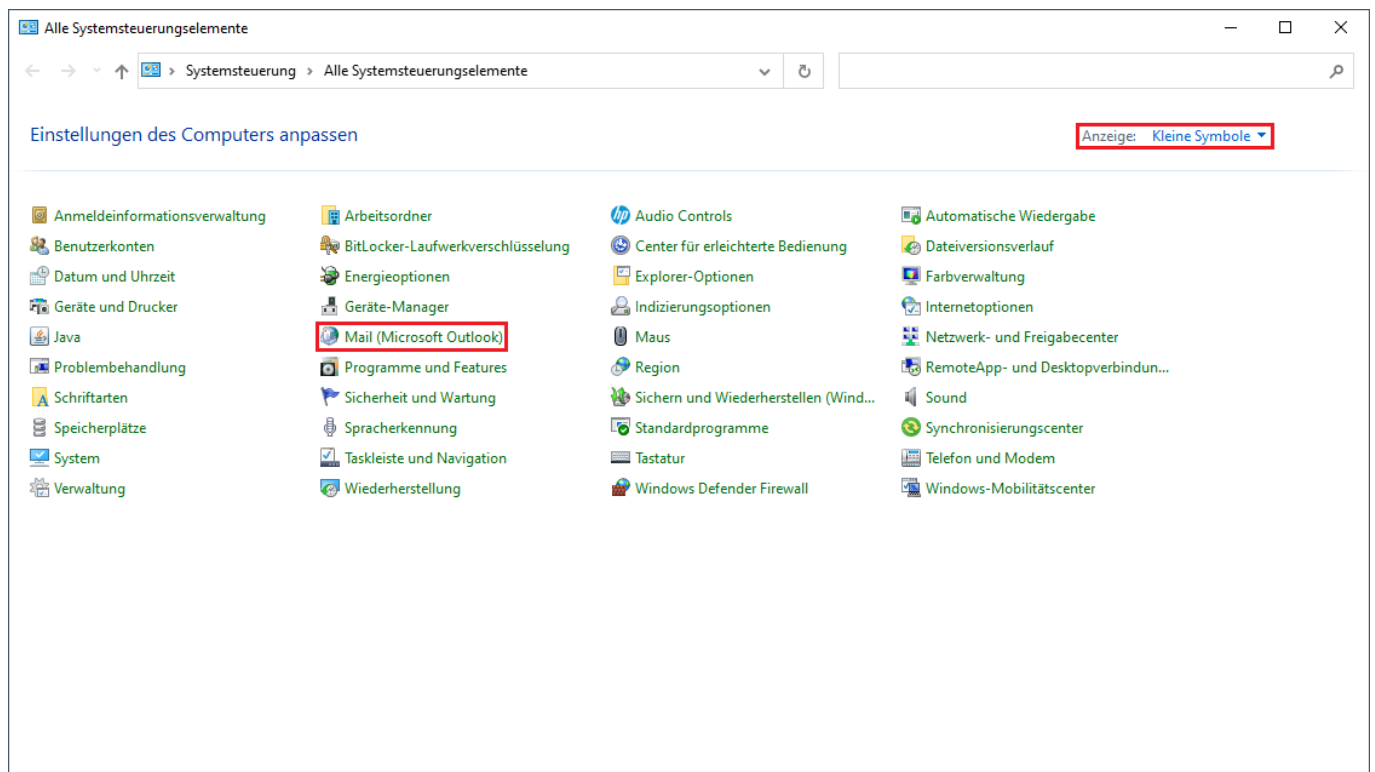 Alle Systemsteuerungselemente
Systemsteuerung > Alle Systemsteuerungselemente
Einstellungen des Computers anpassen
Anzeige: Kleine Symbole
Anmeldeinformationsverwaltung Arbeitsordner Audio Controls Automatische Wiedergabe
Benutzerkonten BitLocker-Laufwerkverschlüsselung Center für erleichterte Bedienung Dateiversionsverlauf
Datum und Uhrzeit Energieoptionen Explorer-Optionen Farbverwaltung
Geräte und Drucker Geräte-Manager Indizierungsoptionen Internetoptionen
Java Mail (Microsoft Outlook) Maus Netzwerk- und Freigabecenter
Problembehandlung Programme und Features Region RemoteApp- und Desktopverbindun...
Schriftarten Sicherheit und Wartung Sichern und Wiederherstellen (Wind... Sound
Speicherplätze Spracherkennung Standardprogramme Synchronisierungscenter
System Taskleiste und Navigation Tastatur Telefon und Modem
Verwaltung Wiederherstellung Windows Defender Firewall Windows-Mobilitätscenter